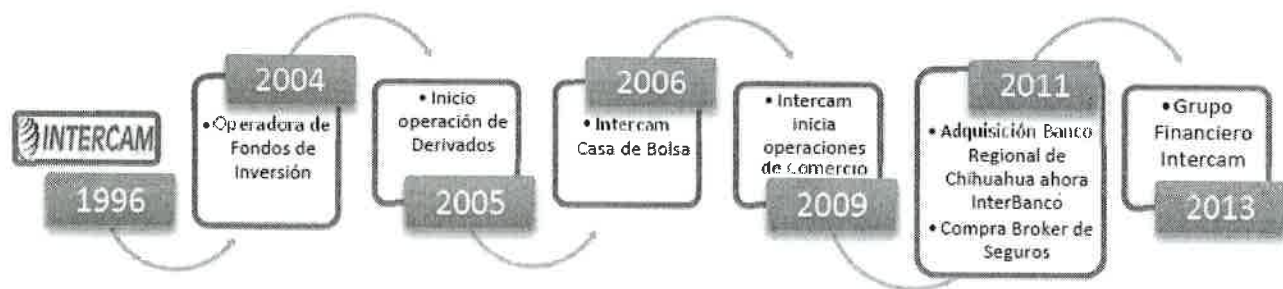 INTERCAM
1996
2004
• Operadora de
Fondos de
Inversión
• Inicio
operación de
Derivados
2005
2006
• Intercam
Casa de Bolsa
• Intercam
inicia
operaciones
de Comercio
2009
2011
• Adquisición Banco
Regional de
Chihuahua ahora
InterBanco
• Compra Broker de
Seguros
• Grupo
Financiero
Intercam
2013